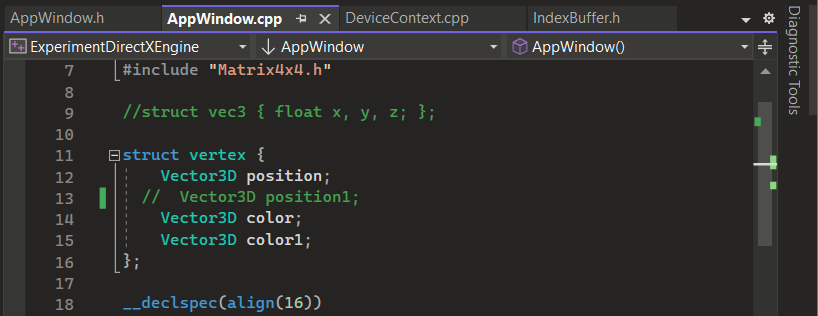 AppWindow.h AppWindow.cpp DeviceContext.cpp IndexBuffer.h
ExperimentDirectXEngine AppWindow AppWindow()
7 #include "Matrix4x4.h"
8
9 //struct vec3 { float x, y, z; };
10
11 struct vertex {
12 Vector3D position;
13 // Vector3D position1;
14 Vector3D color;
15 Vector3D color1;
16 };
17
18 __declspec(align(16))
Diagnostic Tools